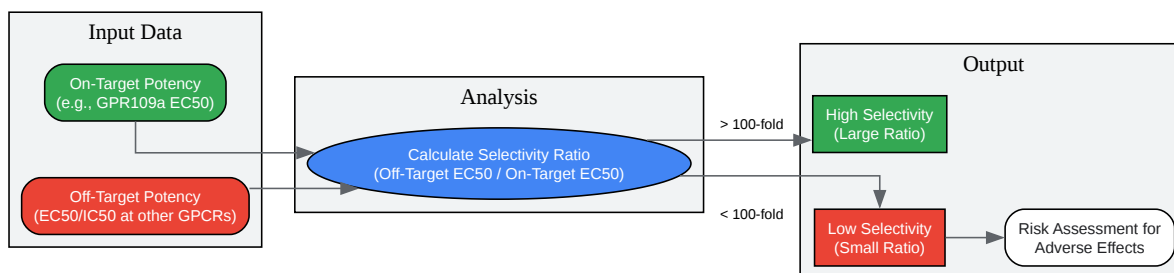 Input Data
On-Target Potency
(e.g., GPR109a EC50)
Off-Target Potency
(EC50/IC50 at other GPCRs)
Analysis
Calculate Selectivity Ratio
(Off-Target EC50 / On-Target EC50)
> 100-fold
< 100-fold
Output
High Selectivity
(Large Ratio)
Low Selectivity
(Small Ratio)
Risk Assessment for
Adverse Effects